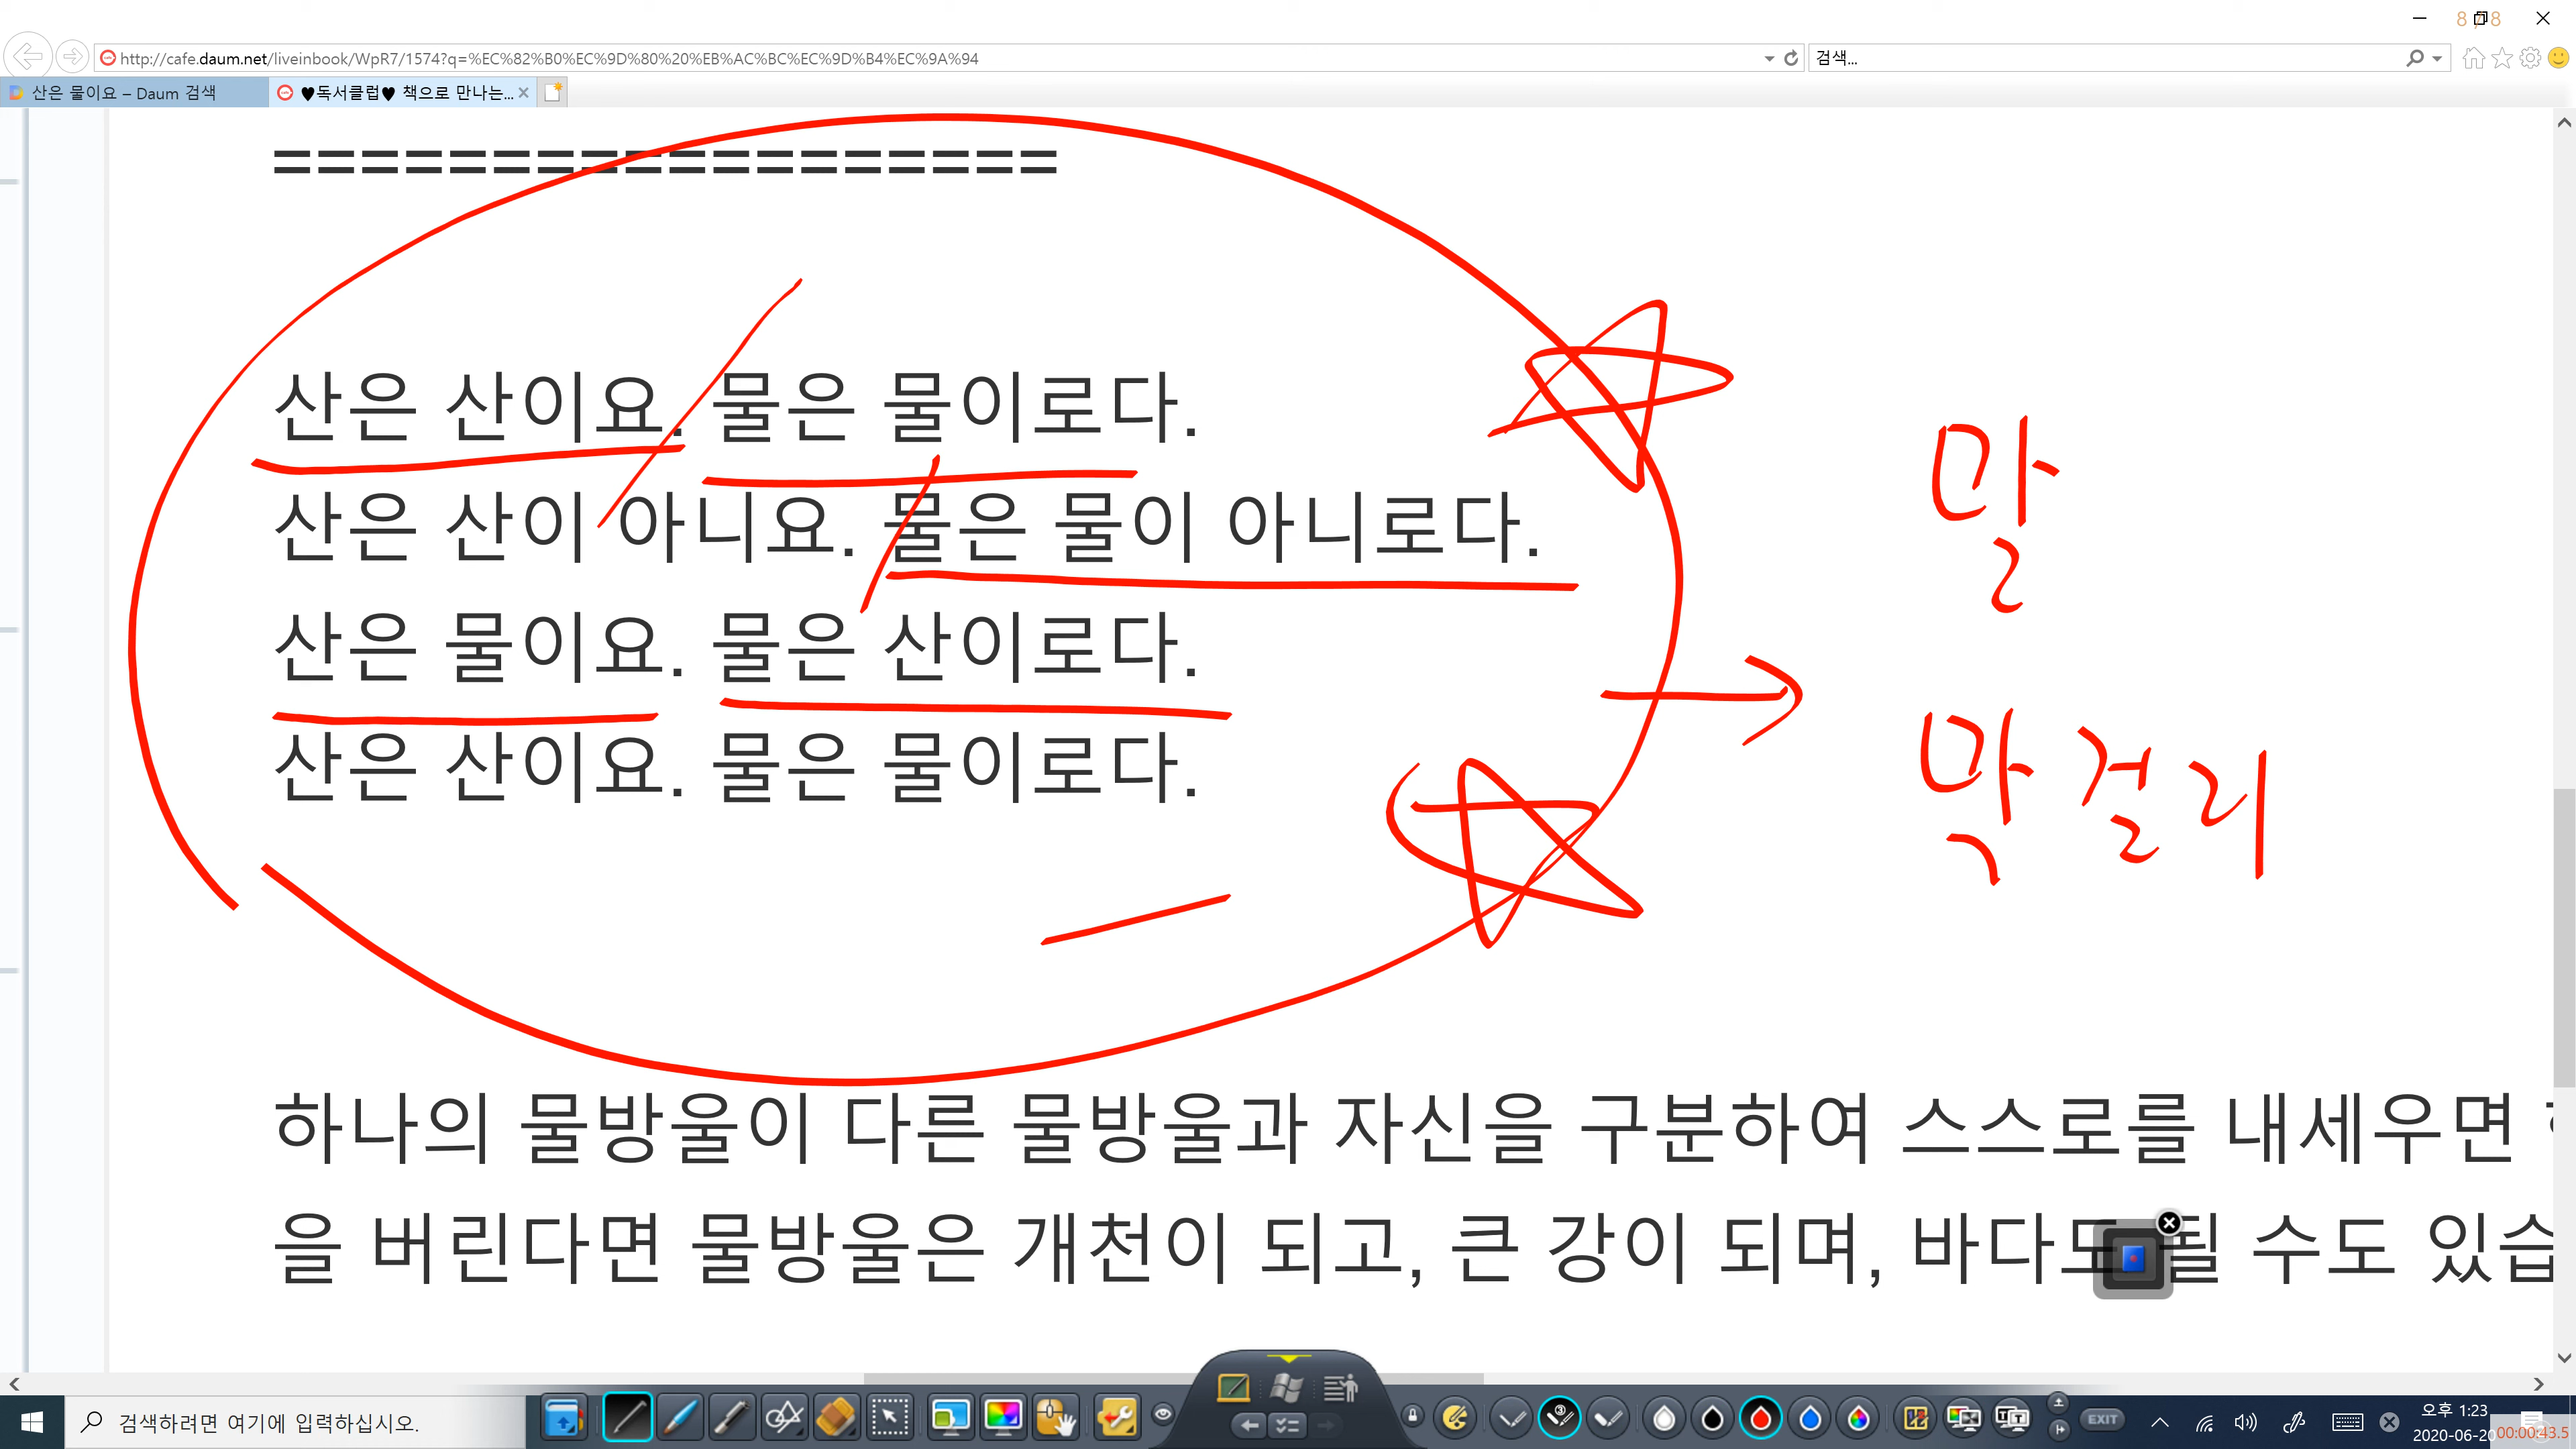 878
http://cafe.daum.net/liveinbook/WpR7/1574?q=%EC%82%B0%EC%9D%80%20%EB%AC%BC%EC%9D%B4%EC%9A%94
검색...
산은 물이요 – Daum 검색
♥독서클럽♥ 책으로 만나는...
==================
산은 산이요. 물은 물이로다.
산은 산이 아니요. 물은 물이 아니로다.
산은 물이요. 물은 산이로다.
산은 산이요. 물은 물이로다.
말
막걸리
하나의 물방울이 다른 물방울과 자신을 구분하여 스스로를 내세우면
을 버린다면 물방울은 개천이 되고, 큰 강이 되며, 바다도 될 수도 있습
검색하려면 여기에 입력하십시오.
EXIT
오후 1:23
2020-06-20
00:00:43.5